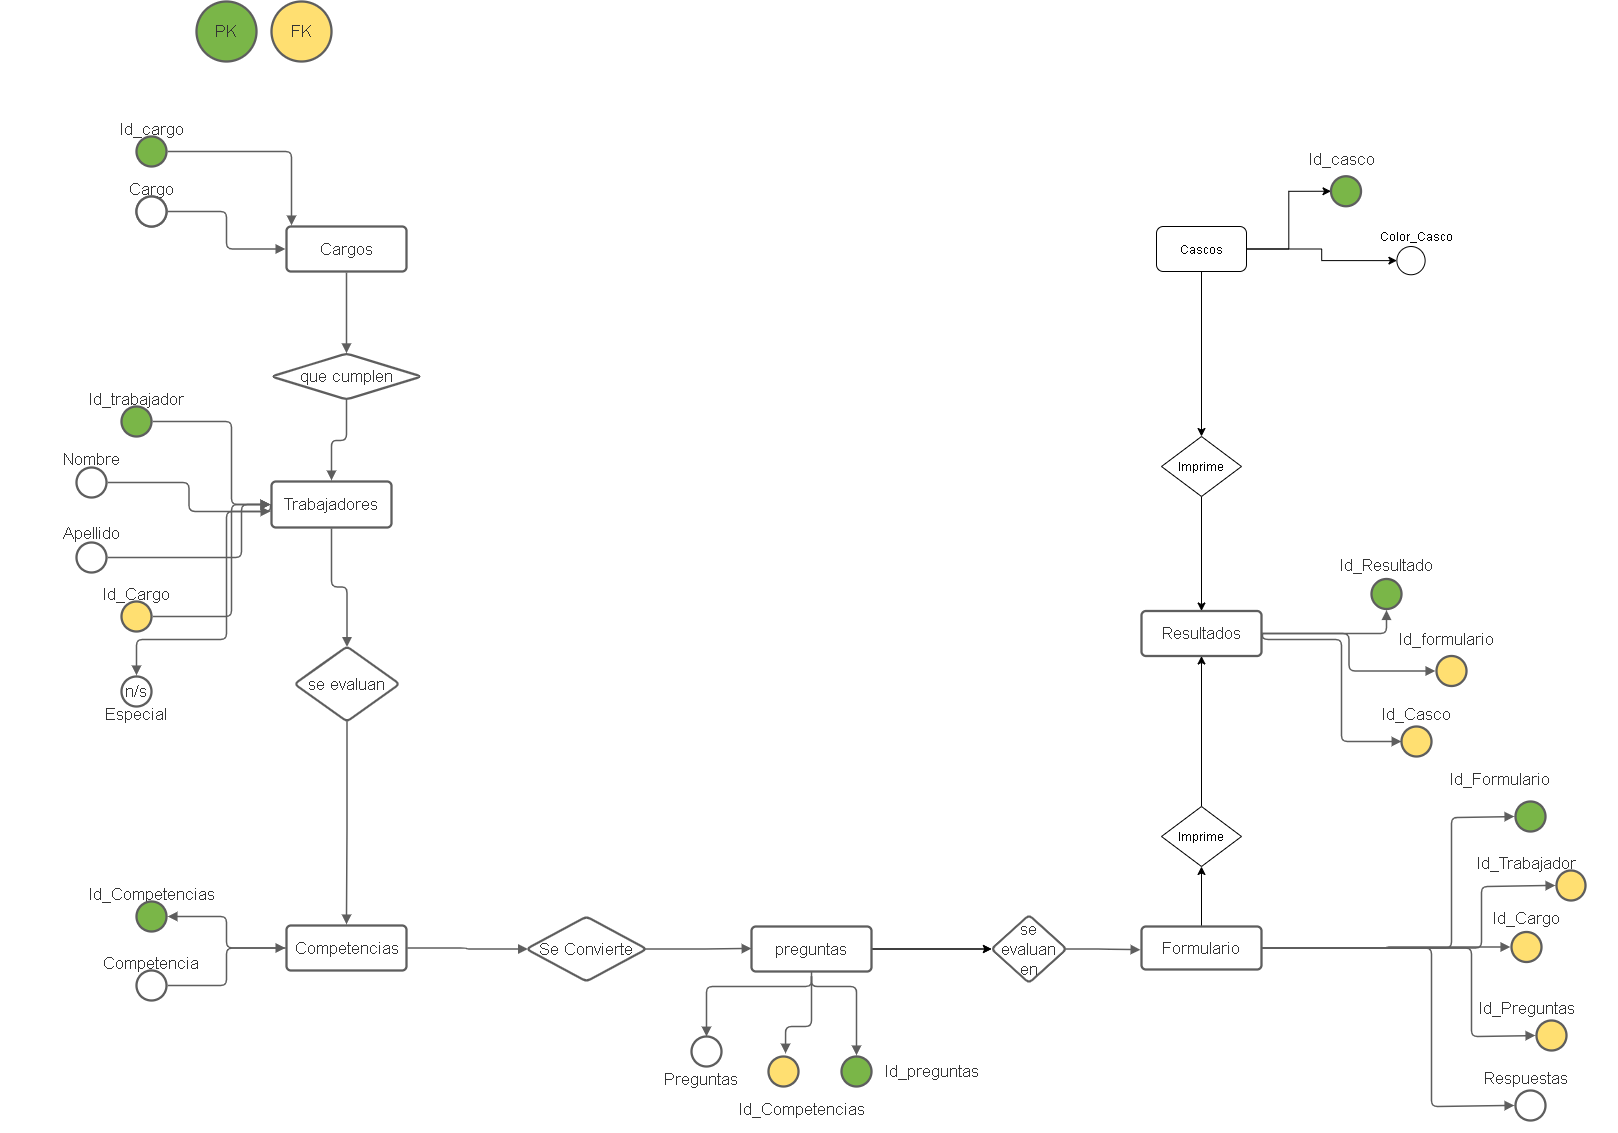 PK
FK
Id_cargo
Cargo
Cargos
que cumplen
Id_trabajador
Nombre
Trabajadores
Apellido
Id_Cargo
n/s
Especial
se evaluan
Id_Competencias
Competencias
Competencia
Se Convierte
preguntas
Preguntas
Id_Competencias
Id_preguntas
se
evaluan
en
Formulario
Id_casco
Color_Casco
Cascos
Imprime
Id_Resultado
Resultados
Id_formulario
Id_Casco
Imprime
Id_Formulario
Id_Trabajador
Id_Cargo
Id_Preguntas
Respuestas